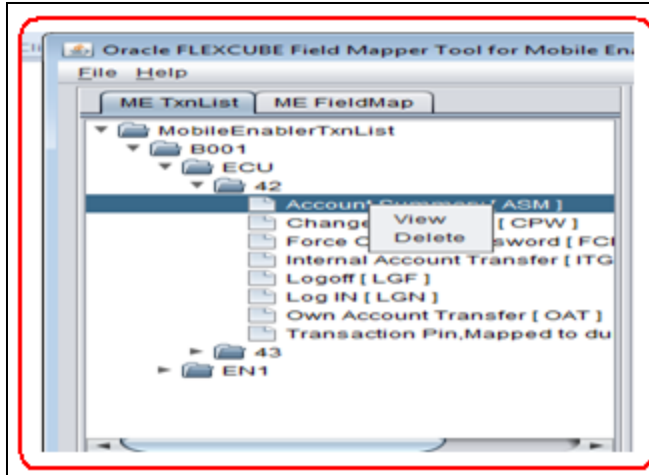 Cli
Oracle FLEXCUBE Field Mapper Tool for Mobile En
File Help
ME TxnList ME FieldMap
MobileEnablerTxnList
B001
ECU
42
Account Summary [ ASM ]
View
Change [ CPW ]
Delete
Force C sword [ FC
Internal Account Transfer [ ITG
Logoff [ LGF ]
Log IN [ LGN ]
Own Account Transfer [ OAT ]
Transaction Pin,Mapped to du
43
EN1